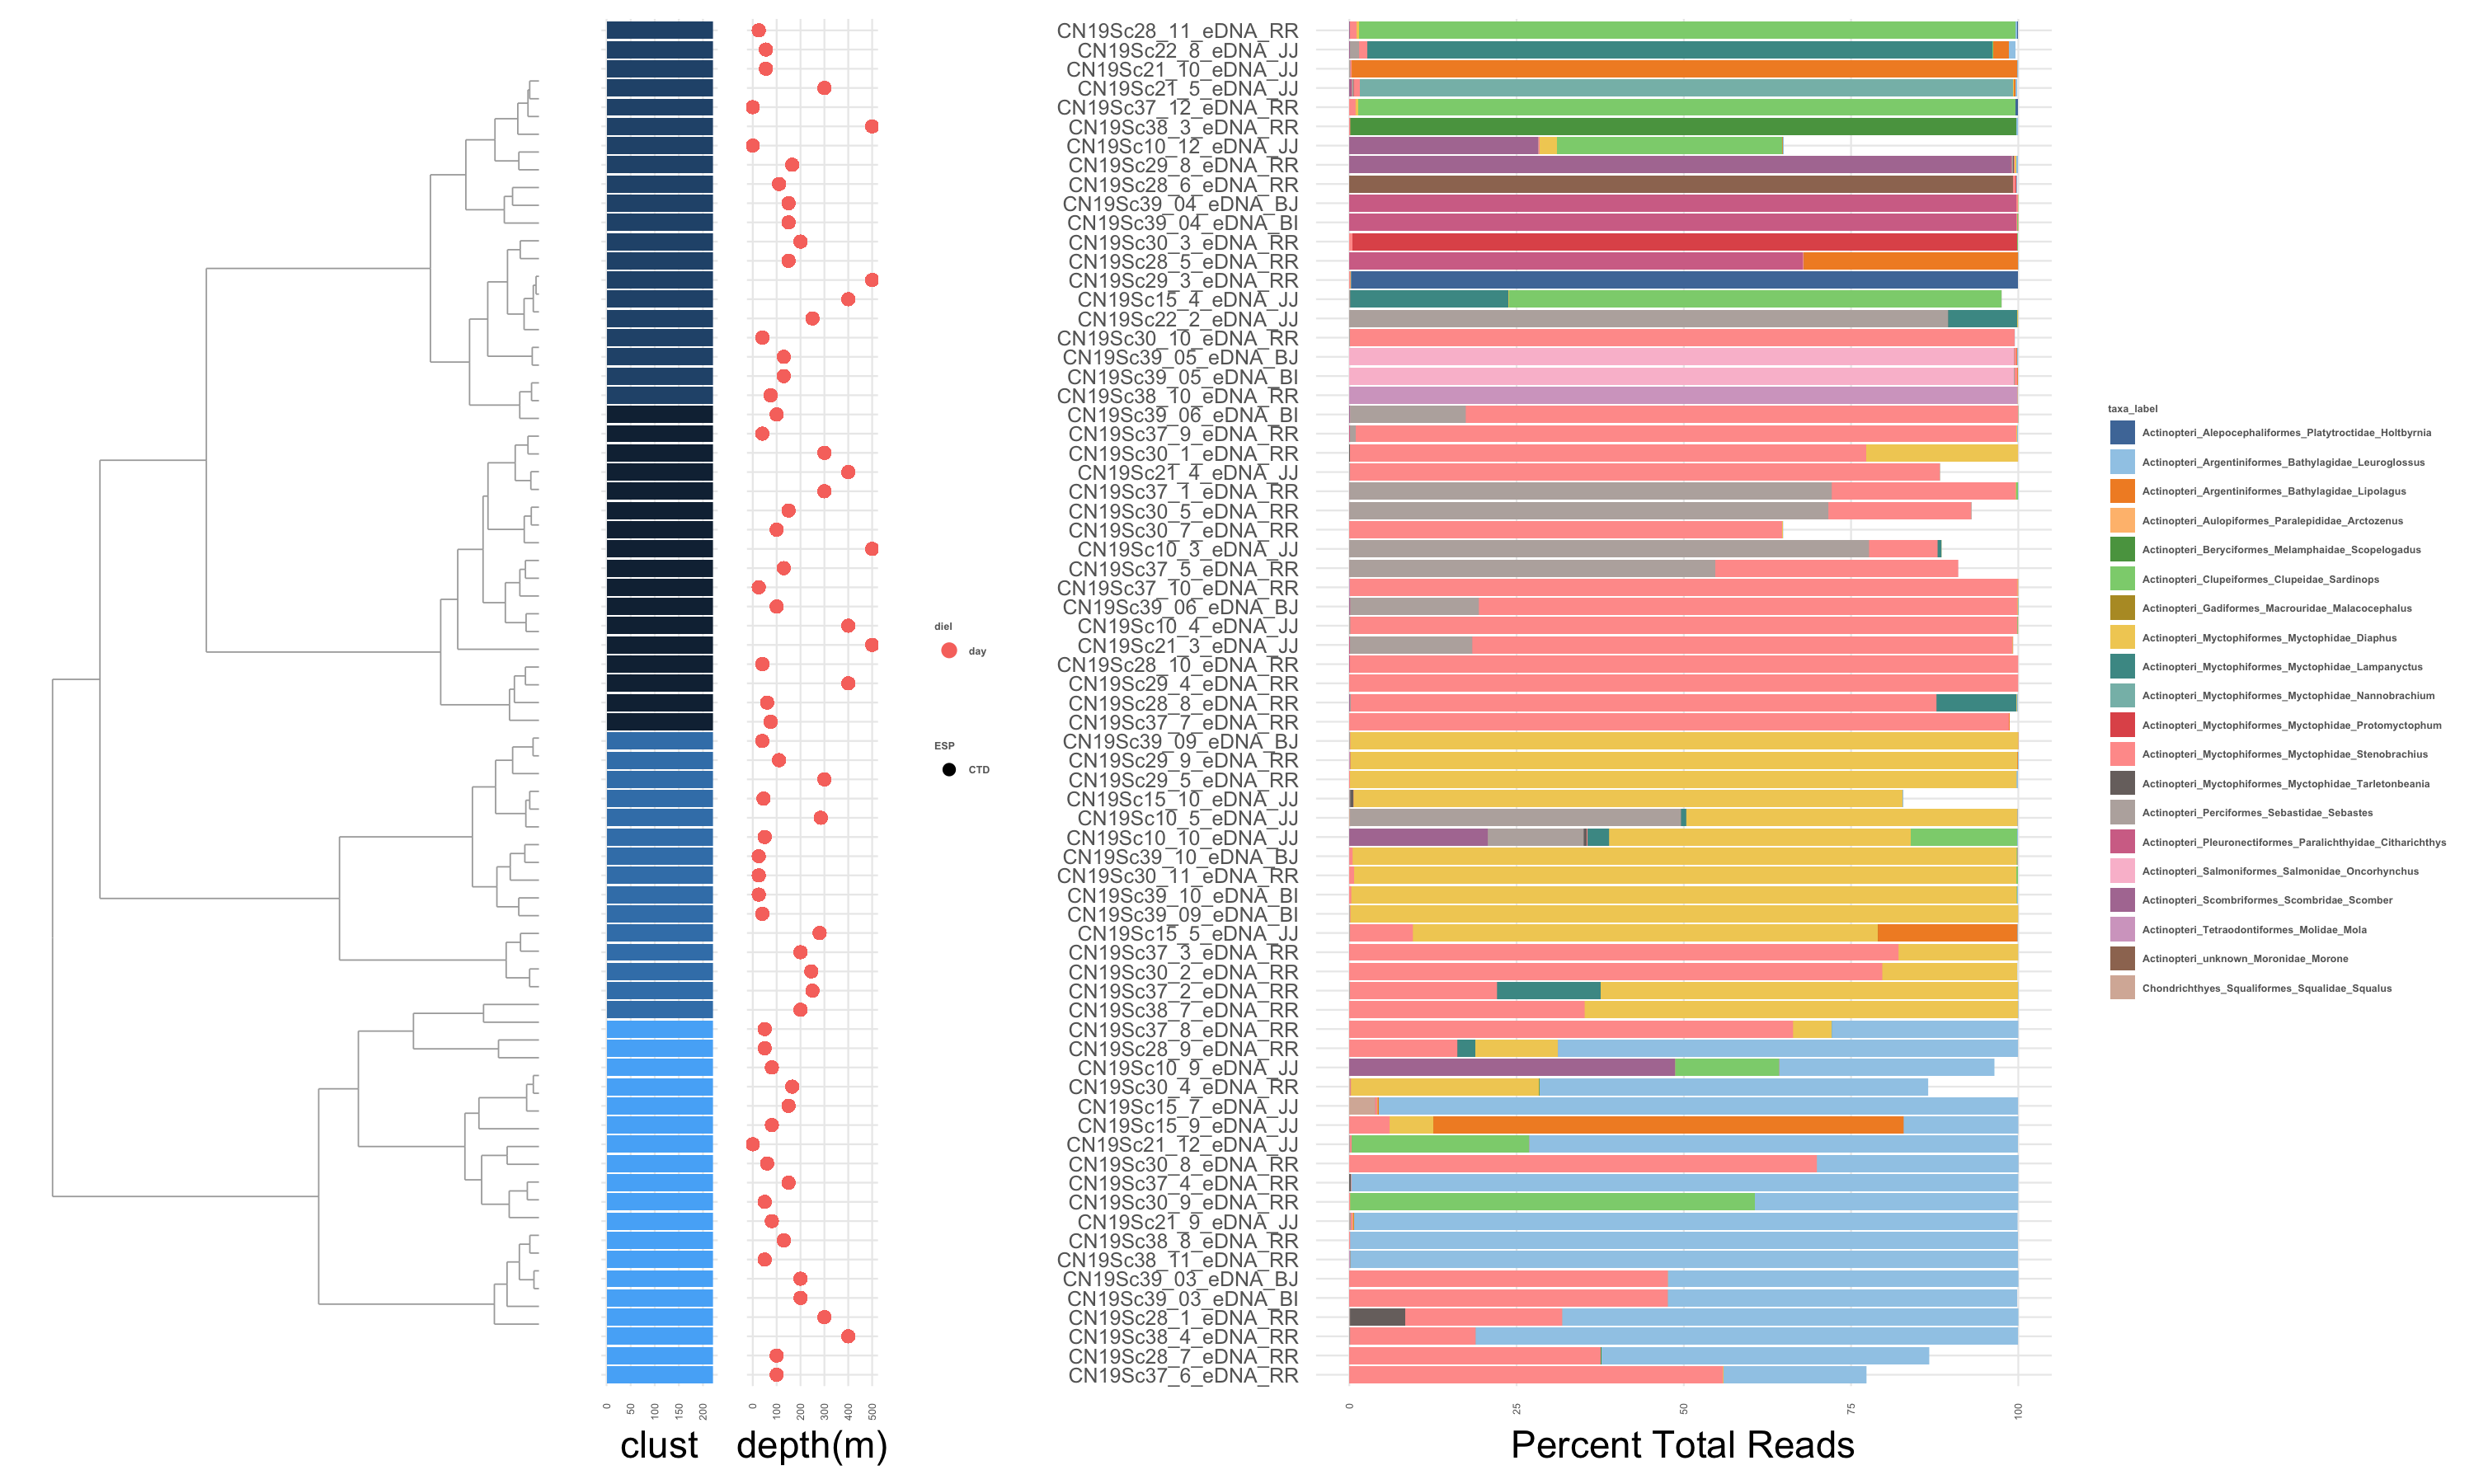 CN19Sc28_11_eDNA_RR
CN19Sc22_8_eDNA_JJ
CN19Sc21_10_eDNA_JJ
CN19Sc21_5_eDNA_JJ
CN19Sc37_12_eDNA_RR
CN19Sc38_3_eDNA_RR
CN19Sc10_12_eDNA_JJ
CN19Sc29_8_eDNA_RR
CN19Sc28_6_eDNA_RR
CN19Sc39_04_eDNA_BJ
CN19Sc39_04_eDNA_BI
CN19Sc30_3_eDNA_RR
CN19Sc28_5_eDNA_RR
CN19Sc29_3_eDNA_RR
CN19Sc15_4_eDNA_JJ
CN19Sc22_2_eDNA_JJ
CN19Sc30_10_eDNA_RR
CN19Sc39_05_eDNA_BJ
CN19Sc39_05_eDNA_BI
CN19Sc38_10_eDNA_RR
CN19Sc39_06_eDNA_BI
CN19Sc37_9_eDNA_RR
CN19Sc30_1_eDNA_RR
CN19Sc21_4_eDNA_JJ
CN19Sc37_1_eDNA_RR
CN19Sc30_5_eDNA_RR
CN19Sc30_7_eDNA_RR
CN19Sc10_3_eDNA_JJ
CN19Sc37_5_eDNA_RR
CN19Sc37_10_eDNA_RR
CN19Sc39_06_eDNA_BJ
CN19Sc10_4_eDNA_JJ
CN19Sc21_3_eDNA_JJ
CN19Sc28_10_eDNA_RR
CN19Sc29_4_eDNA_RR
CN19Sc28_8_eDNA_RR
CN19Sc37_7_eDNA_RR
CN19Sc39_09_eDNA_BJ
CN19Sc29_9_eDNA_RR
CN19Sc29_5_eDNA_RR
CN19Sc15_10_eDNA_JJ
CN19Sc10_5_eDNA_JJ
CN19Sc10_10_eDNA_JJ
CN19Sc39_10_eDNA_BJ
CN19Sc30_11_eDNA_RR
CN19Sc39_10_eDNA_BI
CN19Sc39_09_eDNA_BI
CN19Sc15_5_eDNA_JJ
CN19Sc37_3_eDNA_RR
CN19Sc30_2_eDNA_RR
CN19Sc37_2_eDNA_RR
CN19Sc38_7_eDNA_RR
CN19Sc37_8_eDNA_RR
CN19Sc28_9_eDNA_RR
CN19Sc10_9_eDNA_JJ
CN19Sc30_4_eDNA_RR
CN19Sc15_7_eDNA_JJ
CN19Sc15_9_eDNA_JJ
CN19Sc21_12_eDNA_JJ
CN19Sc30_8_eDNA_RR
CN19Sc37_4_eDNA_RR
CN19Sc30_9_eDNA_RR
CN19Sc21_9_eDNA_JJ
CN19Sc38_8_eDNA_RR
CN19Sc38_11_eDNA_RR
CN19Sc39_03_eDNA_BJ
CN19Sc39_03_eDNA_BI
CN19Sc28_1_eDNA_RR
CN19Sc38_4_eDNA_RR
CN19Sc28_7_eDNA_RR
CN19Sc37_6_eDNA_RR
diel
day
ESP
CTD
0 50 100 150 200
clust
0 100 200 300 400 500
depth(m)
0 25 50 75 100
Percent Total Reads
taxa_label
Actinopteri_Alepocephaliformes_Platytroctidae_Holtbyrnia
Actinopteri_Argentiniformes_Bathylagidae_Leuroglossus
Actinopteri_Argentiniformes_Bathylagidae_Lipolagus
Actinopteri_Aulopiformes_Paralepididae_Arctozenus
Actinopteri_Beryciformes_Melamphaidae_Scopelogadus
Actinopteri_Clupeiformes_Clupeidae_Sardinops
Actinopteri_Gadiformes_Macrouridae_Malacocephalus
Actinopteri_Myctophiformes_Myctophidae_Diaphus
Actinopteri_Myctophiformes_Myctophidae_Lampanyctus
Actinopteri_Myctophiformes_Myctophidae_Nannobrachium
Actinopteri_Myctophiformes_Myctophidae_Protomyctophum
Actinopteri_Myctophiformes_Myctophidae_Stenobrachius
Actinopteri_Myctophiformes_Myctophidae_Tarletonbeania
Actinopteri_Perciformes_Sebastidae_Sebastes
Actinopteri_Pleuronectiformes_Paralichthyidae_Citharichthys
Actinopteri_Salmoniformes_Salmonidae_Oncorhynchus
Actinopteri_Scombriformes_Scombridae_Scomber
Actinopteri_Tetraodontiformes_Molidae_Mola
Actinopteri_unknown_Moronidae_Morone
Chondrichthyes_Squaliformes_Squalidae_Squalus